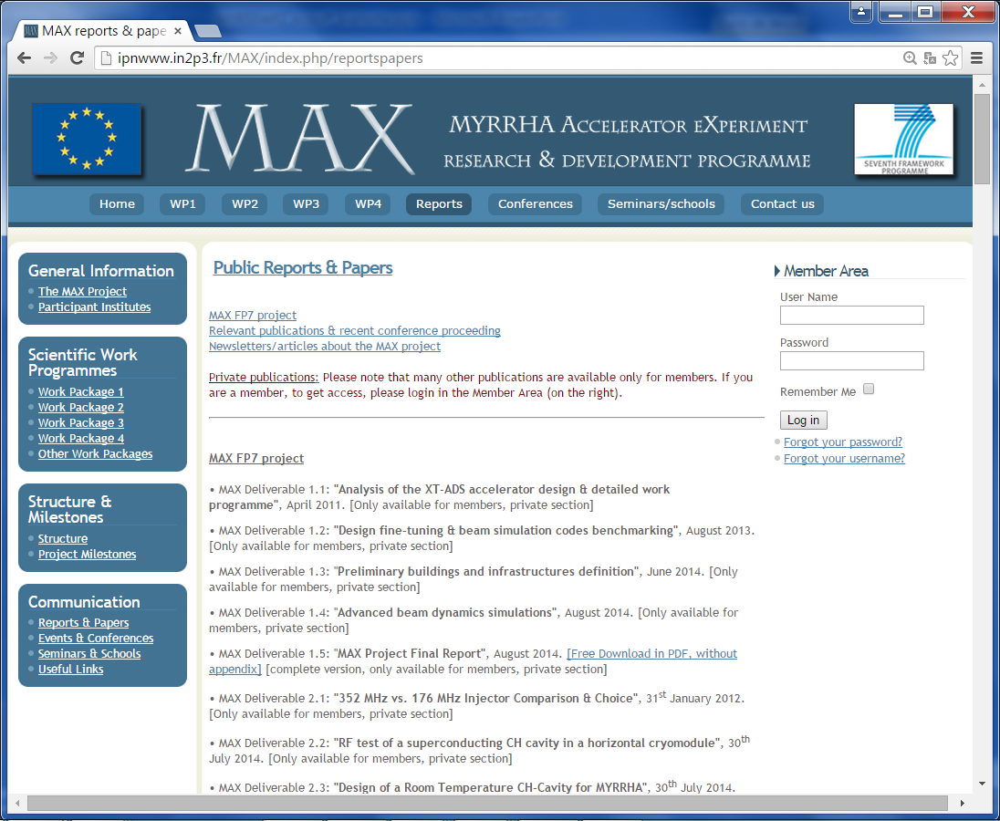 MAX reports & pape
ipnwww.in2p3.fr/MAX/index.php/reportspapers
MAX
MYRRHA Accelerator eXperiment
research & development programme
SEVENTH FRAMEWORK
PROGRAMME
Home WP1 WP2 WP3 WP4 Reports Conferences Seminars/schools Contact us
General Information
• The MAX Project
• Participant Institutes
Scientific Work
Programmes
• Work Package 1
• Work Package 2
• Work Package 3
• Work Package 4
• Other Work Packages
Structure &
Milestones
• Structure
• Project Milestones
Communication
• Reports & Papers
• Events & Conferences
• Seminars & Schools
• Useful Links
Public Reports & Papers
MAX FP7 project
Relevant publications & recent conference proceeding
Newsletters/articles about the MAX project
Private publications: Please note that many other publications are available only for members. If you
are a member, to get access, please login in the Member Area (on the right).
MAX FP7 project
• MAX Deliverable 1.1: "Analysis of the XT-ADS accelerator design & detailed work
programme", April 2011. [Only available for members, private section]
• MAX Deliverable 1.2: "Design fine-tuning & beam simulation codes benchmarking", August 2013.
[Only available for members, private section]
• MAX Deliverable 1.3: "Preliminary buildings and infrastructures definition", June 2014. [Only
available for members, private section]
• MAX Deliverable 1.4: "Advanced beam dynamics simulations", August 2014. [Only available for
members, private section]
• MAX Deliverable 1.5: "MAX Project Final Report", August 2014. [Free Download in PDF, without
appendix] [complete version, only available for members, private section]
• MAX Deliverable 2.1: "352 MHz vs. 176 MHz Injector Comparison & Choice", 31st January 2012.
[Only available for members, private section]
• MAX Deliverable 2.2: "RF test of a superconducting CH cavity in a horizontal cryomodule", 30th
July 2014. [Only available for members, private section]
• MAX Deliverable 2.3: "Design of a Room Temperature CH-Cavity for MYRRHA", 30th July 2014.
Member Area
User Name
Password
Remember Me
Log in
• Forgot your password?
• Forgot your username?